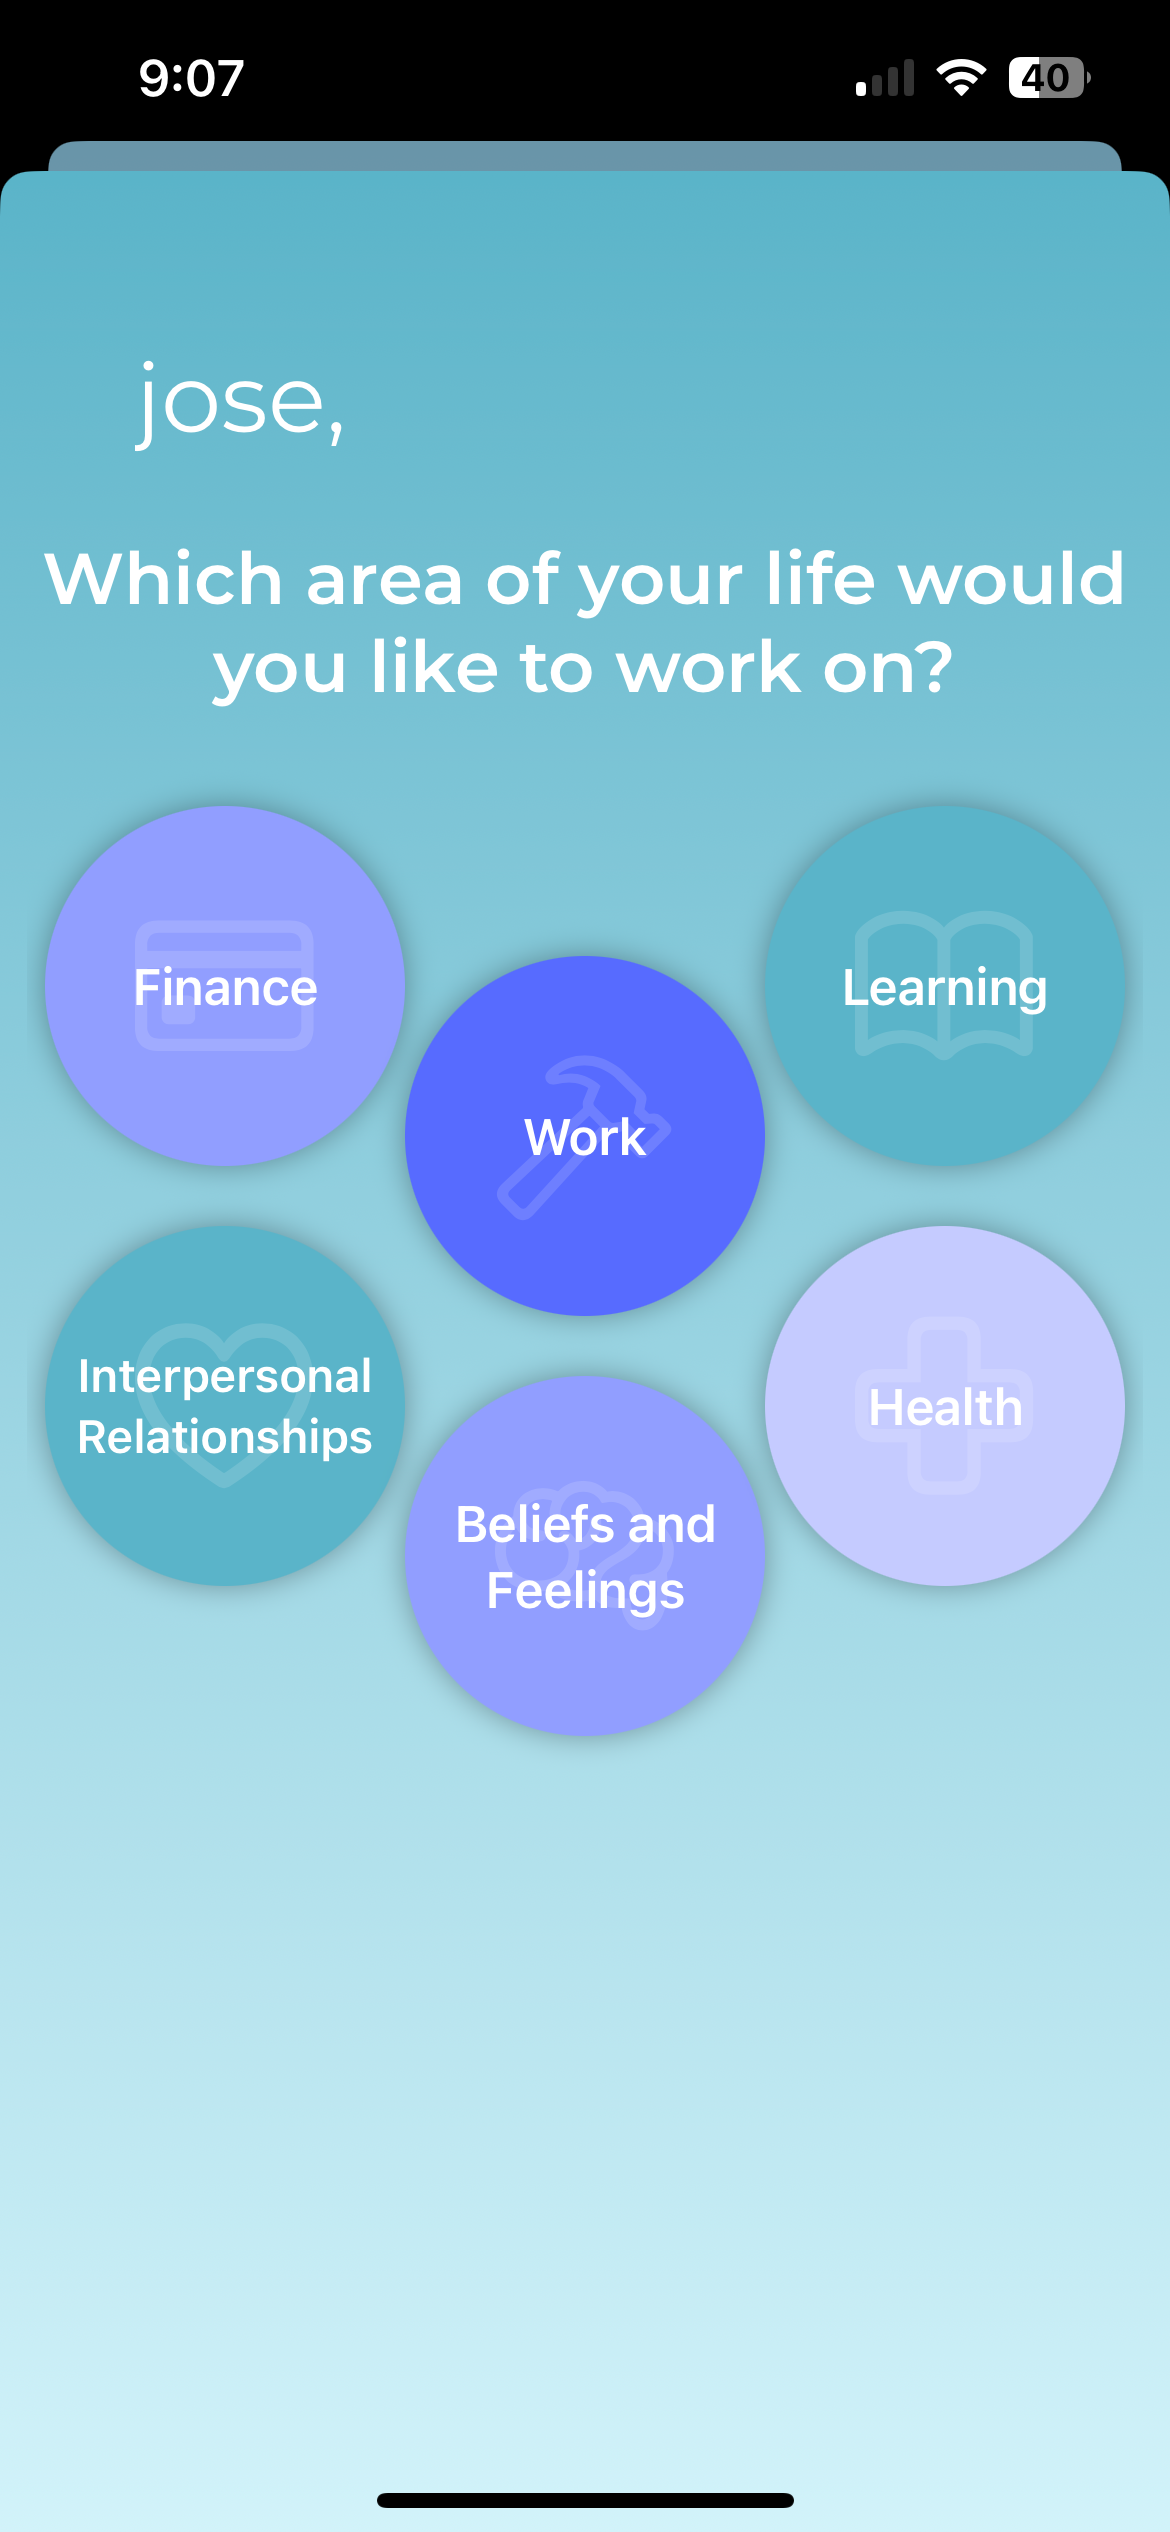 9:07
40
jose,
Which area of your life would
you like to work on?
Finance
Learning
Work
Interpersonal
Relationships
Health
Beliefs and
Feelings